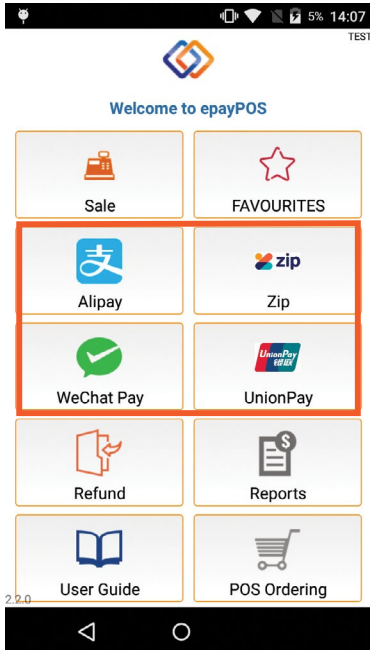 5% 14:07
TEST
Welcome to epayPOS
Sale
FAVOURITES
支
zip
Alipay
Zip
UnionPay
银联
WeChat Pay
UnionPay
Refund
Reports
User Guide
POS Ordering
2.2.0